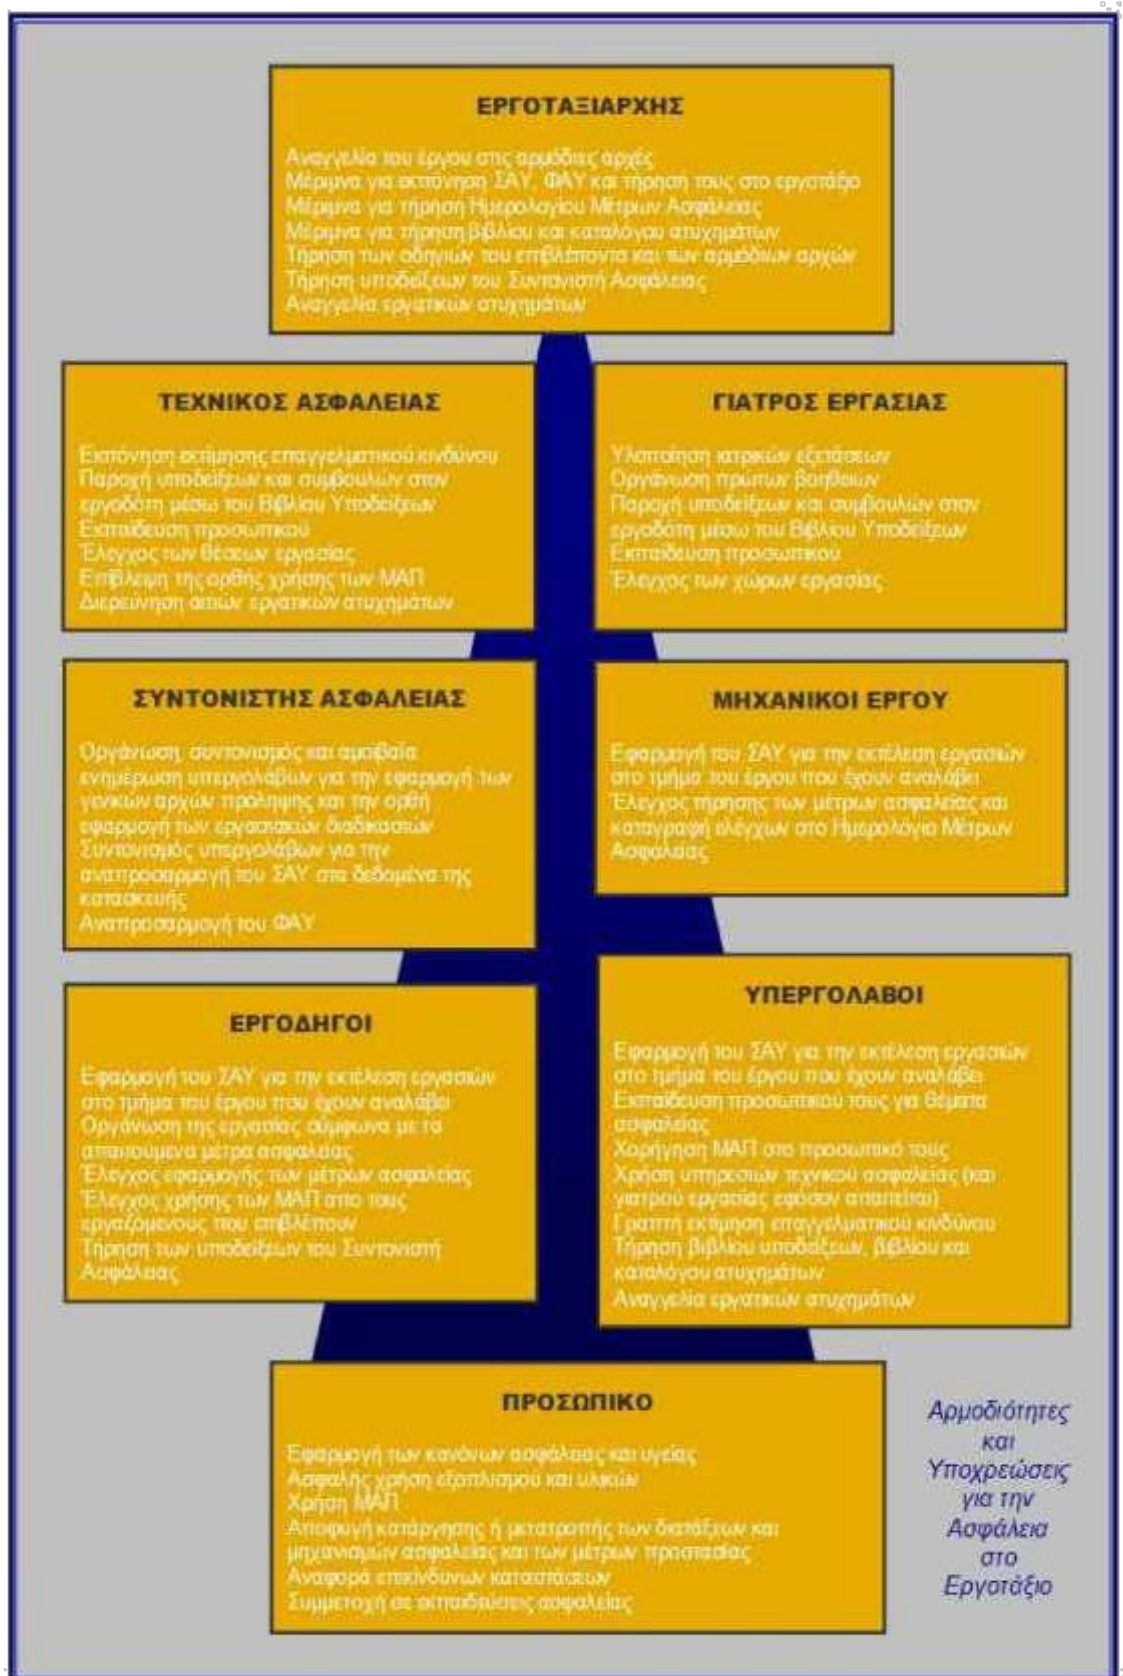 ΕΡΓΟΤΑΞΙΑΡΧΗΣ
Αναγγελία του έργου στις αρμόδιες αρχές
Μέριμνα για εκπόνηση ΣΑΥ, ΦΑΥ και τήρησή τους στο εργοτάξιο
Μέριμνα για τήρηση Ημερολογίου Μέτρων Ασφάλειας
Μέριμνα για τήρηση βιβλίου και καταλόγου ατυχημάτων
Τήρηση των οδηγιών του επιβλέποντα και των αρμόδιων αρχών
Τήρηση υποδείξεων του Συντονιστή Ασφάλειας
Αναγγελία εργατικών ατυχημάτων
ΤΕΧΝΙΚΟΣ ΑΣΦΑΛΕΙΑΣ
Εκπόνηση εκτίμησης επαγγελματικού κινδύνου
Παροχή υποδείξεων και συμβουλών στον
εργοδότη μέσω του Βιβλίου Υποδείξεων
Εκπαίδευση προσωπικού
Έλεγχος των θέσεων εργασίας
Επίβλεψη της ορθής χρήσης των ΜΑΠ
Διερεύνηση αιτιών εργατικών ατυχημάτων
ΓΙΑΤΡΟΣ ΕΡΓΑΣΙΑΣ
Υλοποίηση ιατρικών εξετάσεων
Οργάνωση πρώτων βοηθειών
Παροχή υποδείξεων και συμβουλών στον
εργοδότη μέσω του Βιβλίου Υποδείξεων
Εκπαίδευση προσωπικού
Έλεγχος των χώρων εργασίας
ΣΥΝΤΟΝΙΣΤΗΣ ΑΣΦΑΛΕΙΑΣ
Οργάνωση, συντονισμός και αμοιβαία
ενημέρωση υπεργολάβων για την εφαρμογή των
γενικών αρχών πρόληψης και την ορθή
εφαρμογή των εργασιακών διαδικασιών
Συντονισμός υπεργολάβων για την
αναπροσαρμογή του ΣΑΥ στα δεδομένα της
κατασκευής
Αναπροσαρμογή του ΦΑΥ
ΜΗΧΑΝΙΚΟΙ ΕΡΓΟΥ
Εφαρμογή του ΣΑΥ για την εκτέλεση εργασιών
στο τμήμα του έργου που έχουν αναλάβει
Έλεγχος τήρησης των μέτρων ασφαλείας και
καταγραφή ελέγχων στο Ημερολόγιο Μέτρων
Ασφάλειας
ΕΡΓΟΔΗΓΟΙ
Εφαρμογή του ΣΑΥ για την εκτέλεση εργασιών
στο τμήμα του έργου που έχουν αναλάβει
Οργάνωση της εργασίας σύμφωνα με τα
απαιτούμενα μέτρα ασφαλείας
Έλεγχος εφαρμογής των μέτρων ασφαλείας
Έλεγχος χρήσης των ΜΑΠ απο τους
εργαζόμενους που επιβλέπουν
Τήρηση των υποδείξεων του Συντονιστή
Ασφάλειας
ΥΠΕΡΓΟΛΑΒΟΙ
Εφαρμογή του ΣΑΥ για την εκτέλεση εργασιών
στο τμήμα του έργου που έχουν αναλάβει
Εκπαίδευση προσωπικού τους για θέματα
ασφαλείας
Χορήγηση ΜΑΠ στο προσωπικό τους
Χρήση υπηρεσιών τεχνικού ασφαλείας (και
γιατρού εργασίας εφόσον απαιτείται)
Γραπτή εκτίμηση επαγγελματικού κινδύνου
Τήρηση βιβλίου υποδείξεων, βιβλίου και
καταλόγου ατυχημάτων
Αναγγελία εργατικών ατυχημάτων
ΠΡΟΣΩΠΙΚΟ
Εφαρμογή των κανόνων ασφάλειας και υγείας
Ασφαλής χρήση εξοπλισμού και υλικών
Χρήση ΜΑΠ
Αποφυγή κατάργησης ή μετατροπής των διατάξεων και
μηχανισμών ασφαλείας και των μέτρων προστασίας
Αναφορά επικίνδυνων καταστάσεων
Συμμετοχή σε εκπαιδεύσεις ασφαλείας
Αρμοδιότητες
και
Υποχρεώσεις
για την
Ασφάλεια
στο
Εργοτάξιο